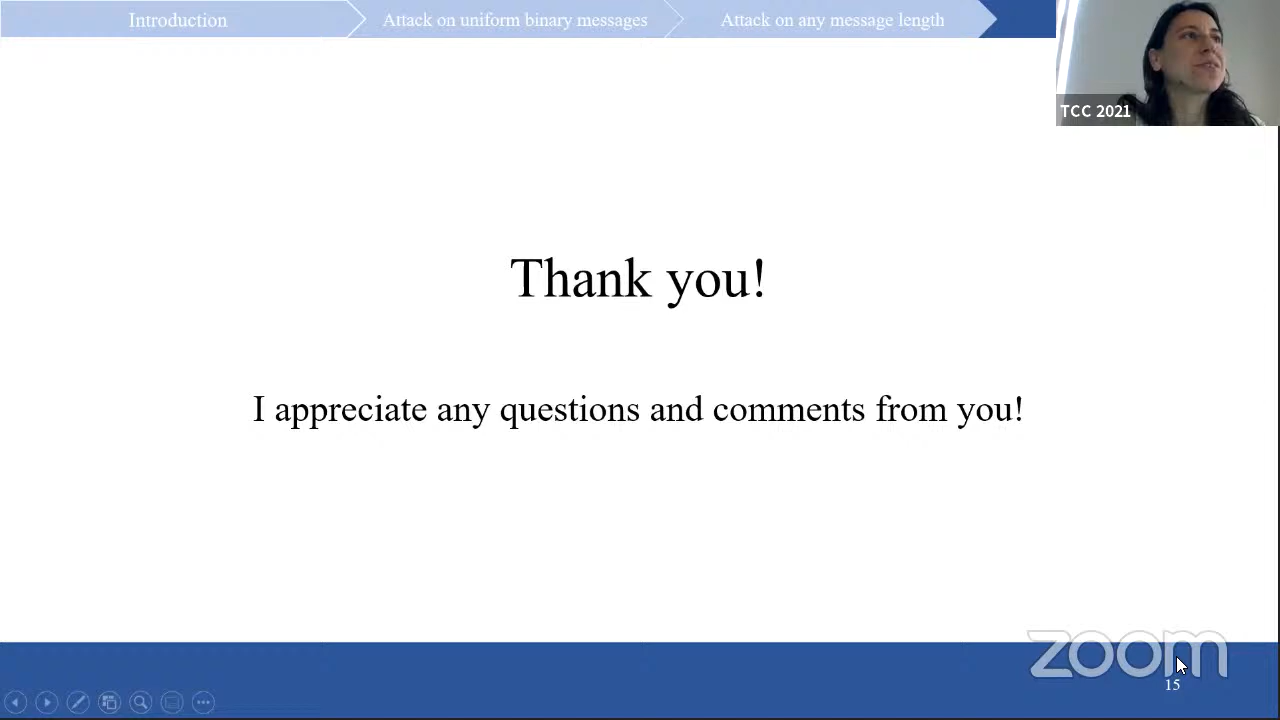 Introduction
Attack on uniform binary messages
Attack on any message length
TCC 2021
Thank you!
I appreciate any questions and comments from you!
zoom
15